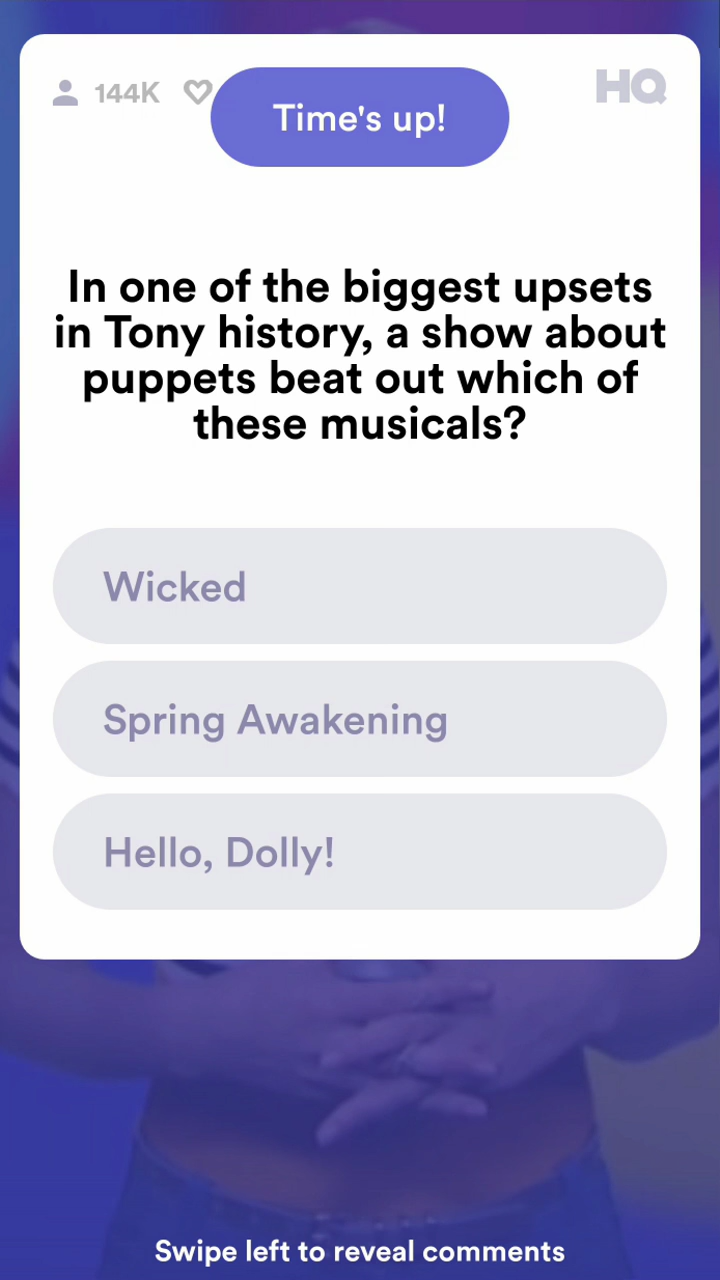 144K
Time's up!
HQ
In one of the biggest upsets
in Tony history, a show about
puppets beat out which of
these musicals?
Wicked
Spring Awakening
Hello, Dolly!
Swipe left to reveal comments